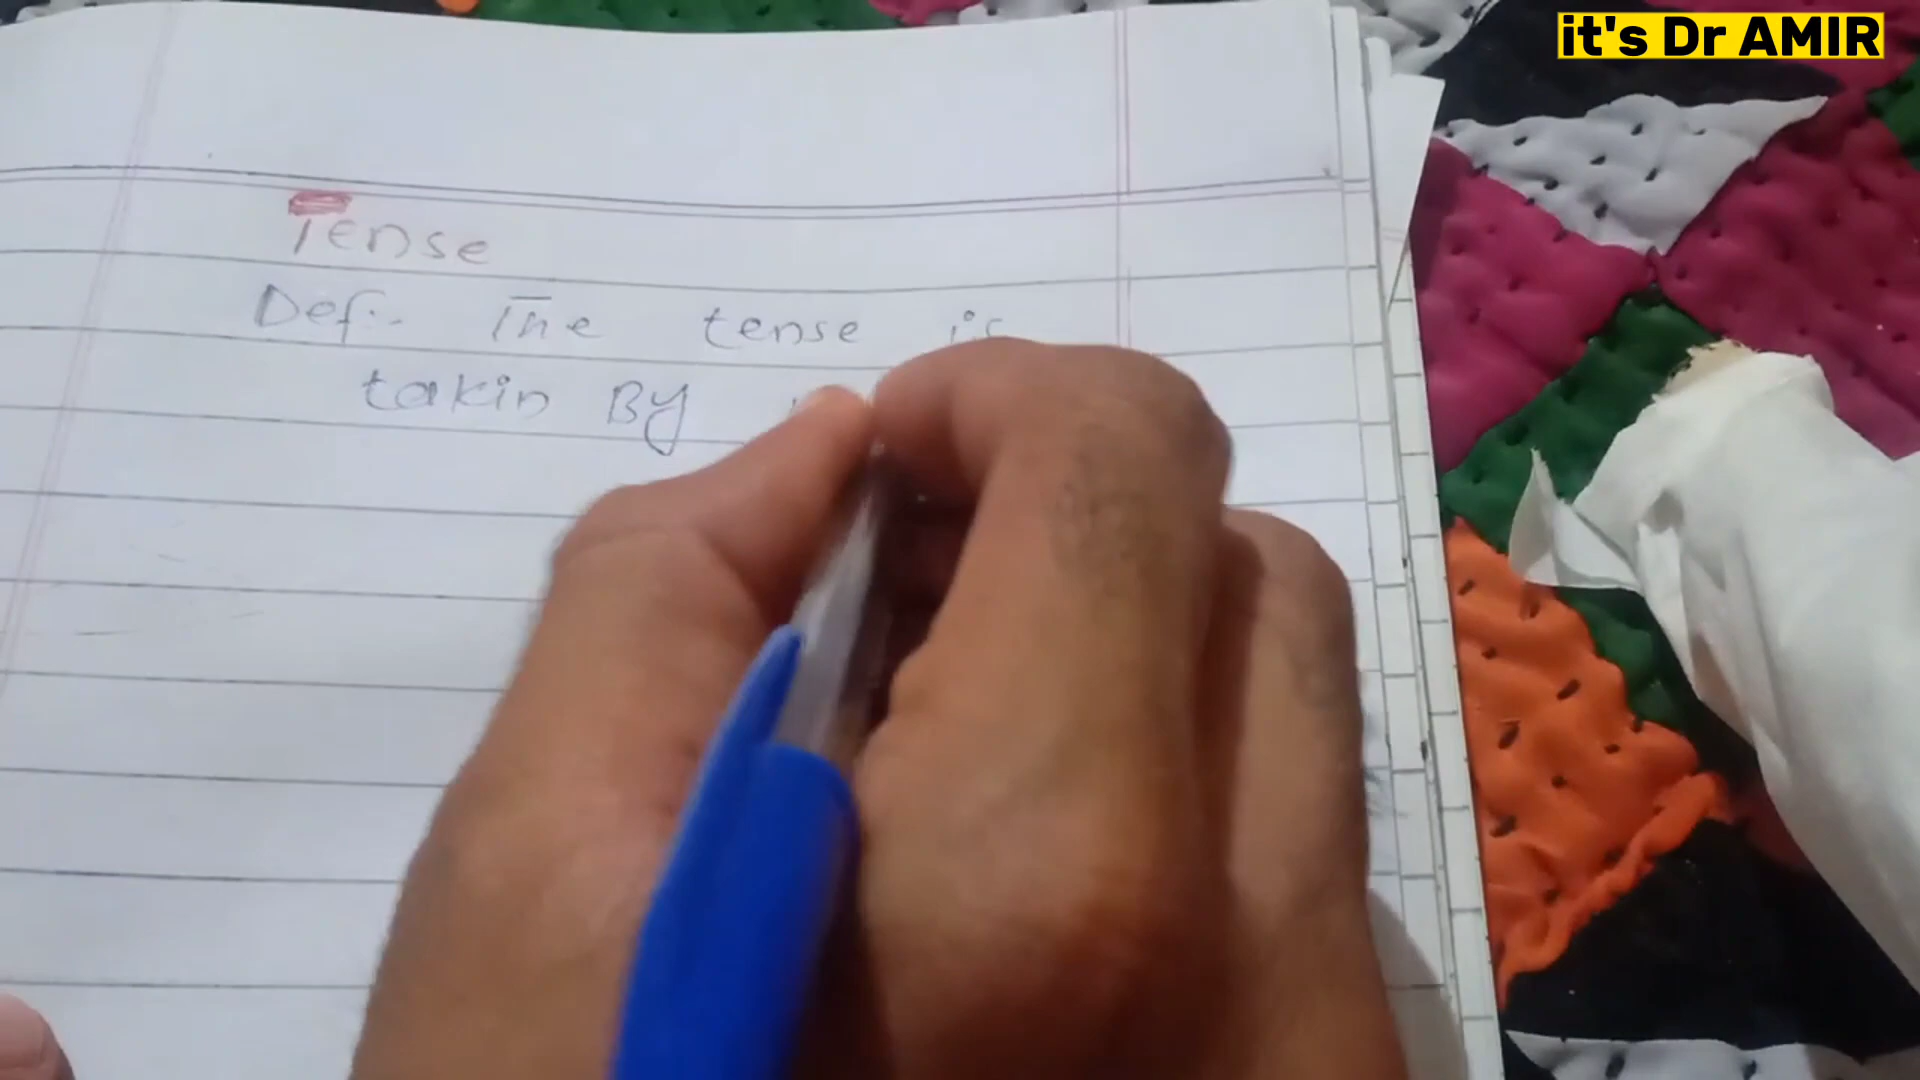 it's Dr AMIR
Tense
Def:- The tense is
takin By